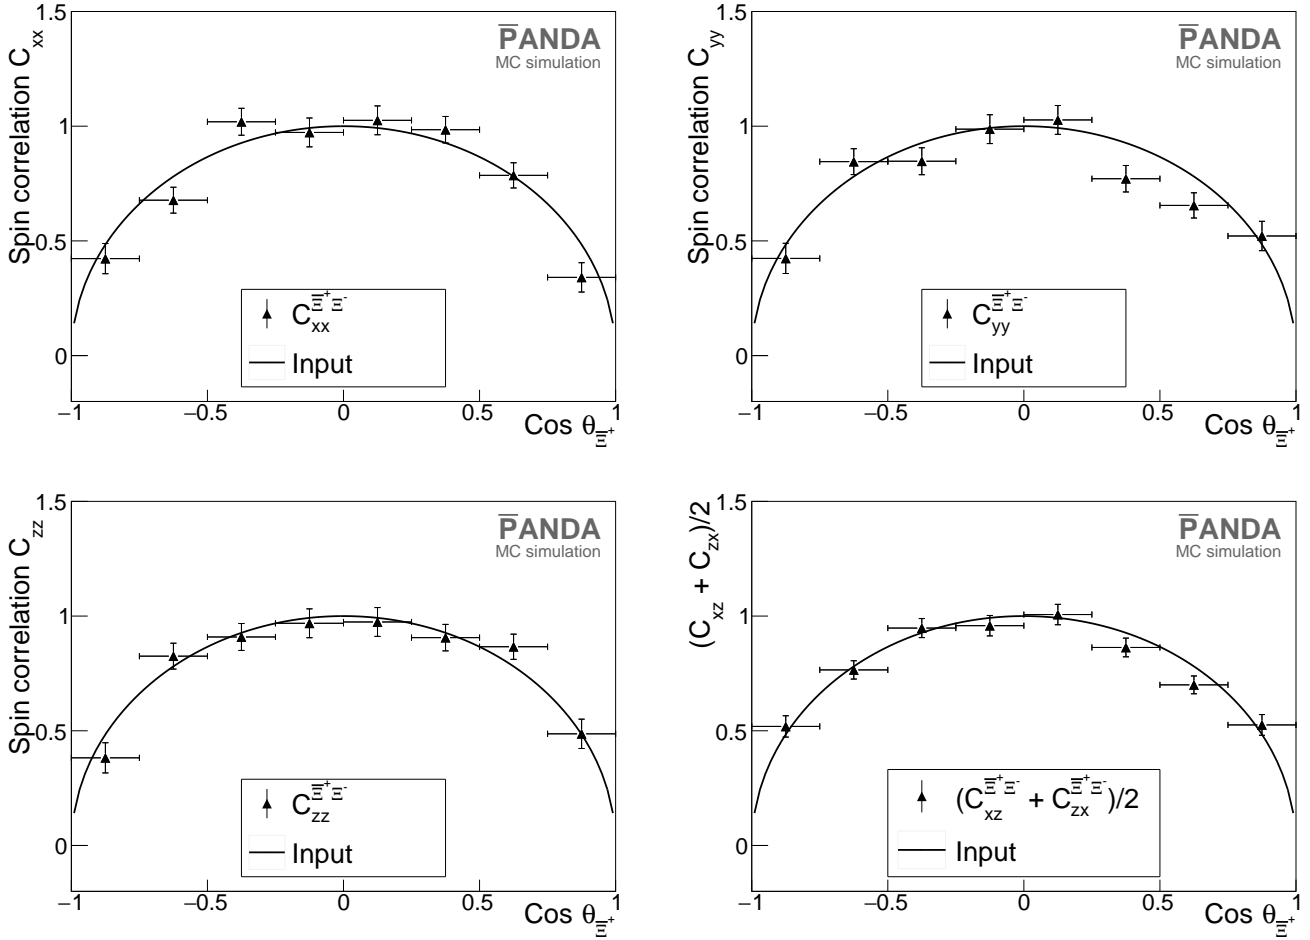 Spin correlation C_xx
1.5
1
0.5
0
P̅ANDA
MC simulation
C_xx^Ξ̅⁺Ξ⁻
Input
−1
−0.5
0
0.5
1
Cos θ_Ξ̅⁺
Spin correlation C_yy
1.5
1
0.5
0
P̅ANDA
MC simulation
C_yy^Ξ̅⁺Ξ⁻
Input
−1
−0.5
0
0.5
1
Cos θ_Ξ̅⁺
Spin correlation C_zz
1.5
1
0.5
0
P̅ANDA
MC simulation
C_zz^Ξ̅⁺Ξ⁻
Input
−1
−0.5
0
0.5
1
Cos θ_Ξ̅⁺
(C_xz + C_zx)/2
1.5
1
0.5
0
P̅ANDA
MC simulation
(C_xz^Ξ̅⁺Ξ⁻ + C_zx^Ξ̅⁺Ξ⁻)/2
Input
−1
−0.5
0
0.5
1
Cos θ_Ξ̅⁺